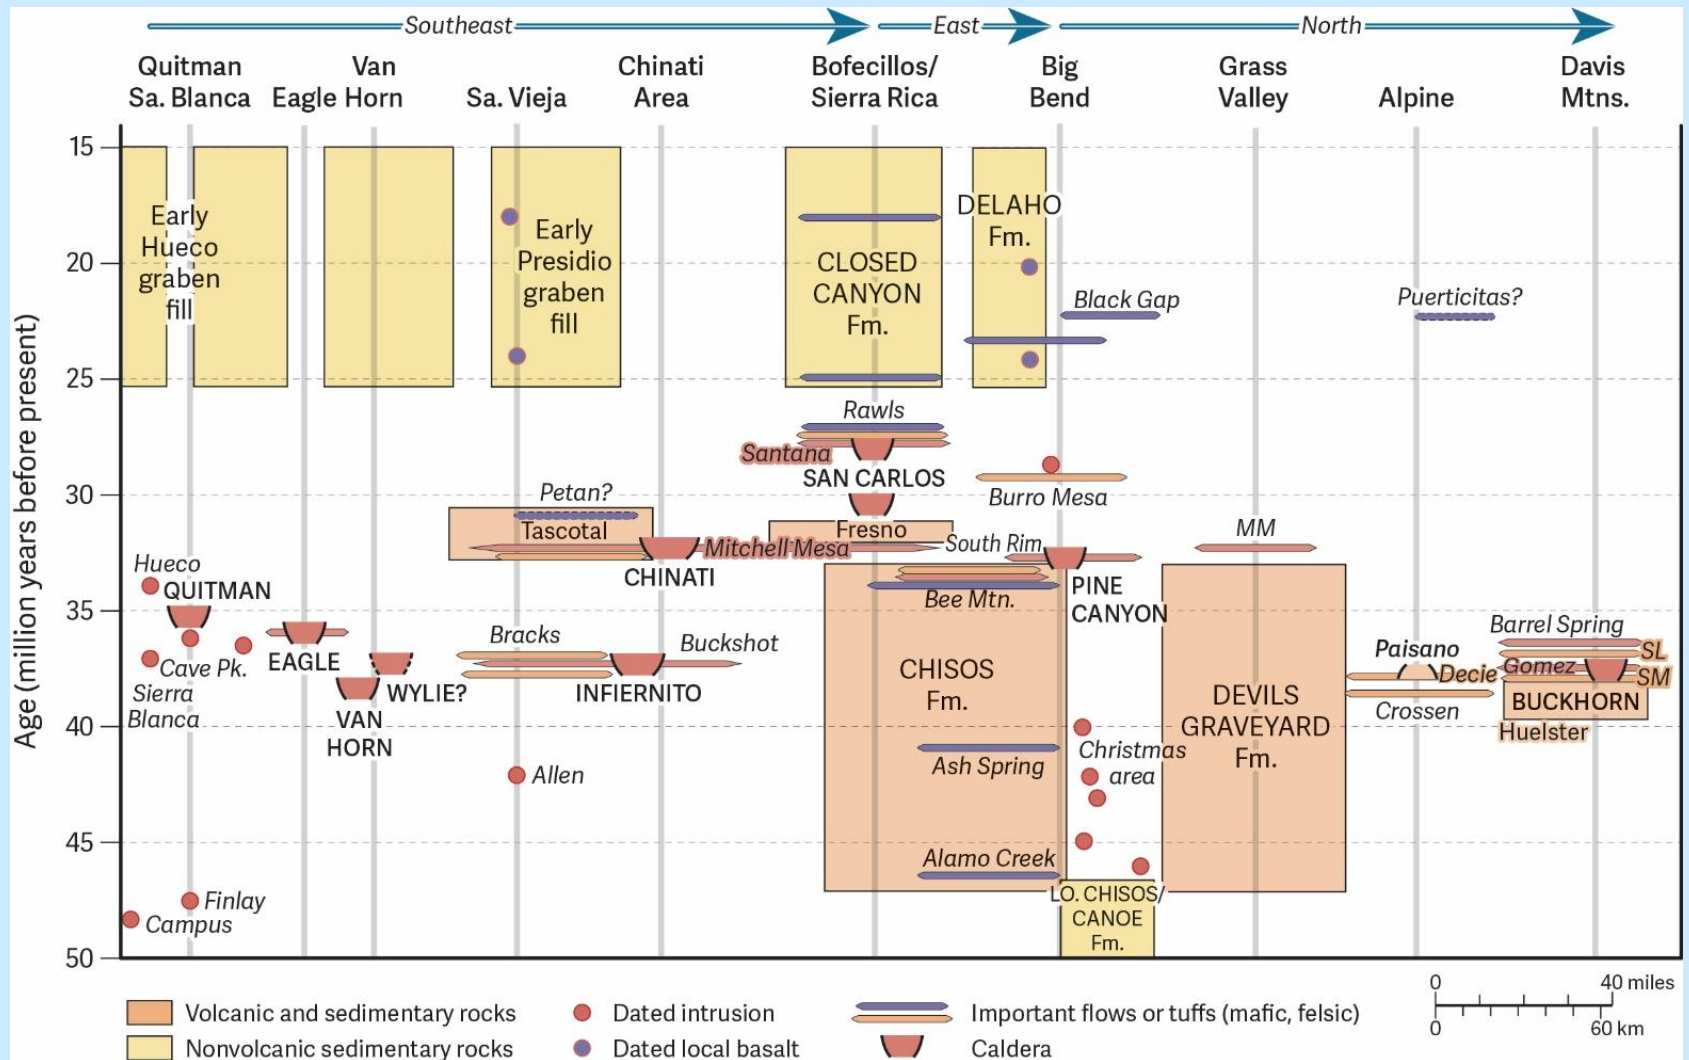 Southeast
East
North
Quitman
Sa. Blanca
Eagle
Van
Horn
Sa. Vieja
Chinati
Area
Bofecillos/
Sierra Rica
Big
Bend
Grass
Valley
Alpine
Davis
Mtns.
Age (million years before present)
15
20
25
30
35
40
45
50
Early
Hueco
graben
fill
Early
Presidio
graben
fill
CLOSED
CANYON
Fm.
DELAHO
Fm.
Black Gap
Puerticitas?
Rawls
Santana
SAN CARLOS
Burro Mesa
Petan?
Tascotal
Fresno
Mitchell Mesa
CHINATI
South Rim
MM
Hueco
QUITMAN
Bee Mtn.
PINE
CANYON
Cave Pk.
Sierra
Blanca
EAGLE
WYLIE?
VAN
HORN
Bracks
Buckshot
INFIERNITO
Allen
CHISOS
Fm.
Ash Spring
Alamo Creek
Christmas
area
LO. CHISOS/
CANOE
Fm.
DEVILS
GRAVEYARD
Fm.
Paisano
Decie
Crossen
Barrel Spring
SL
Gomez
SM
BUCKHORN
Huelster
Finlay
Campus
Volcanic and sedimentary rocks
Nonvolcanic sedimentary rocks
Dated intrusion
Dated local basalt
Important flows or tuffs (mafic, felsic)
Caldera
0 40 miles
0 60 km